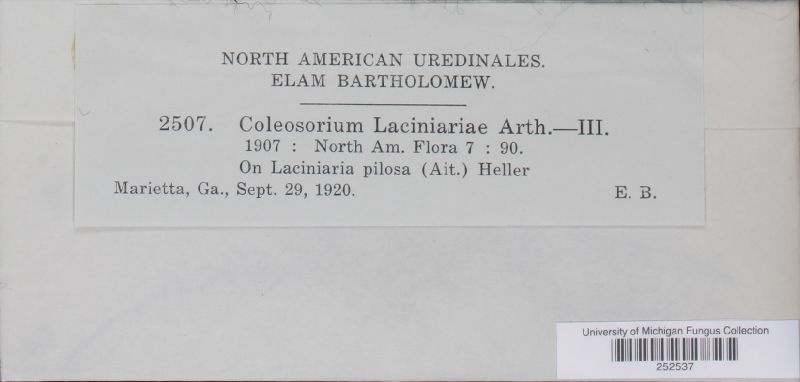 NORTH AMERICAN UREDINALES.
ELAM BARTHOLOMEW.
2507. Coleosorium Laciniariae Arth.—III.
1907 : North Am. Flora 7 : 90.
On Laciniaria pilosa (Ait.) Heller
Marietta, Ga., Sept. 29, 1920. E. B.
University of Michigan Fungus Collection
252537